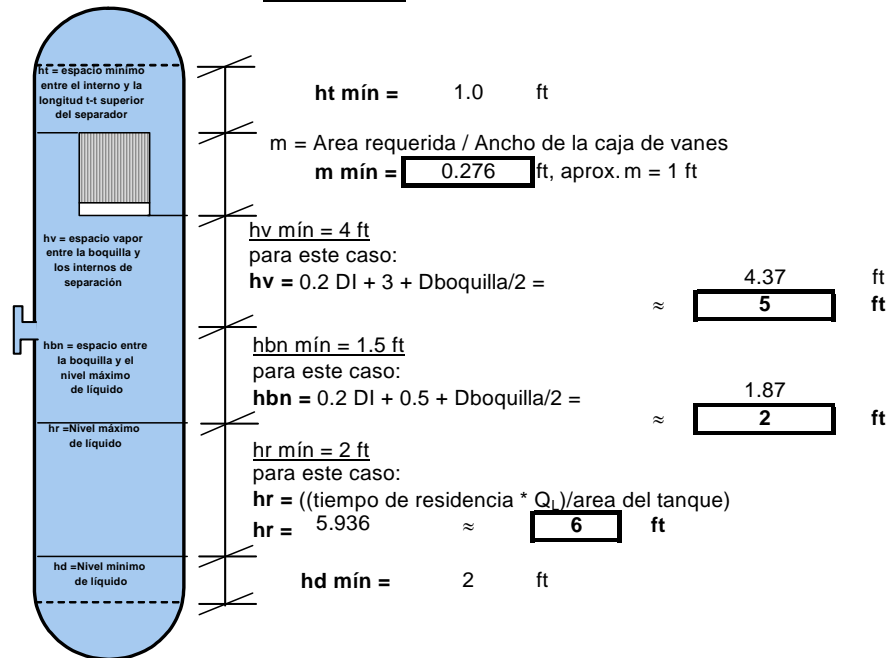 ht = espacio mínimo
entre el interno y la
longitud t-t superior
del separador
ht mín = 1.0 ft
m = Area requerida / Ancho de la caja de vanes
m mín = 0.276 ft, aprox. m = 1 ft
hv = espacio vapor
entre la boquilla y
los internos de
separación
hv mín = 4 ft
para este caso:
hv = 0.2 DI + 3 + Dboquilla/2 = 4.37 ft
≈ 5 ft
hbn = espacio entre
la boquilla y el
nivel máximo
de líquido
hbn mín = 1.5 ft
para este caso:
hbn = 0.2 DI + 0.5 + Dboquilla/2 = 1.87
≈ 2 ft
hr =Nivel máximo
de líquido
hr mín = 2 ft
para este caso:
hr = ((tiempo de residencia * QL)/area del tanque)
hr = 5.936 ≈ 6 ft
hd =Nivel minimo
de líquido
hd mín = 2 ft